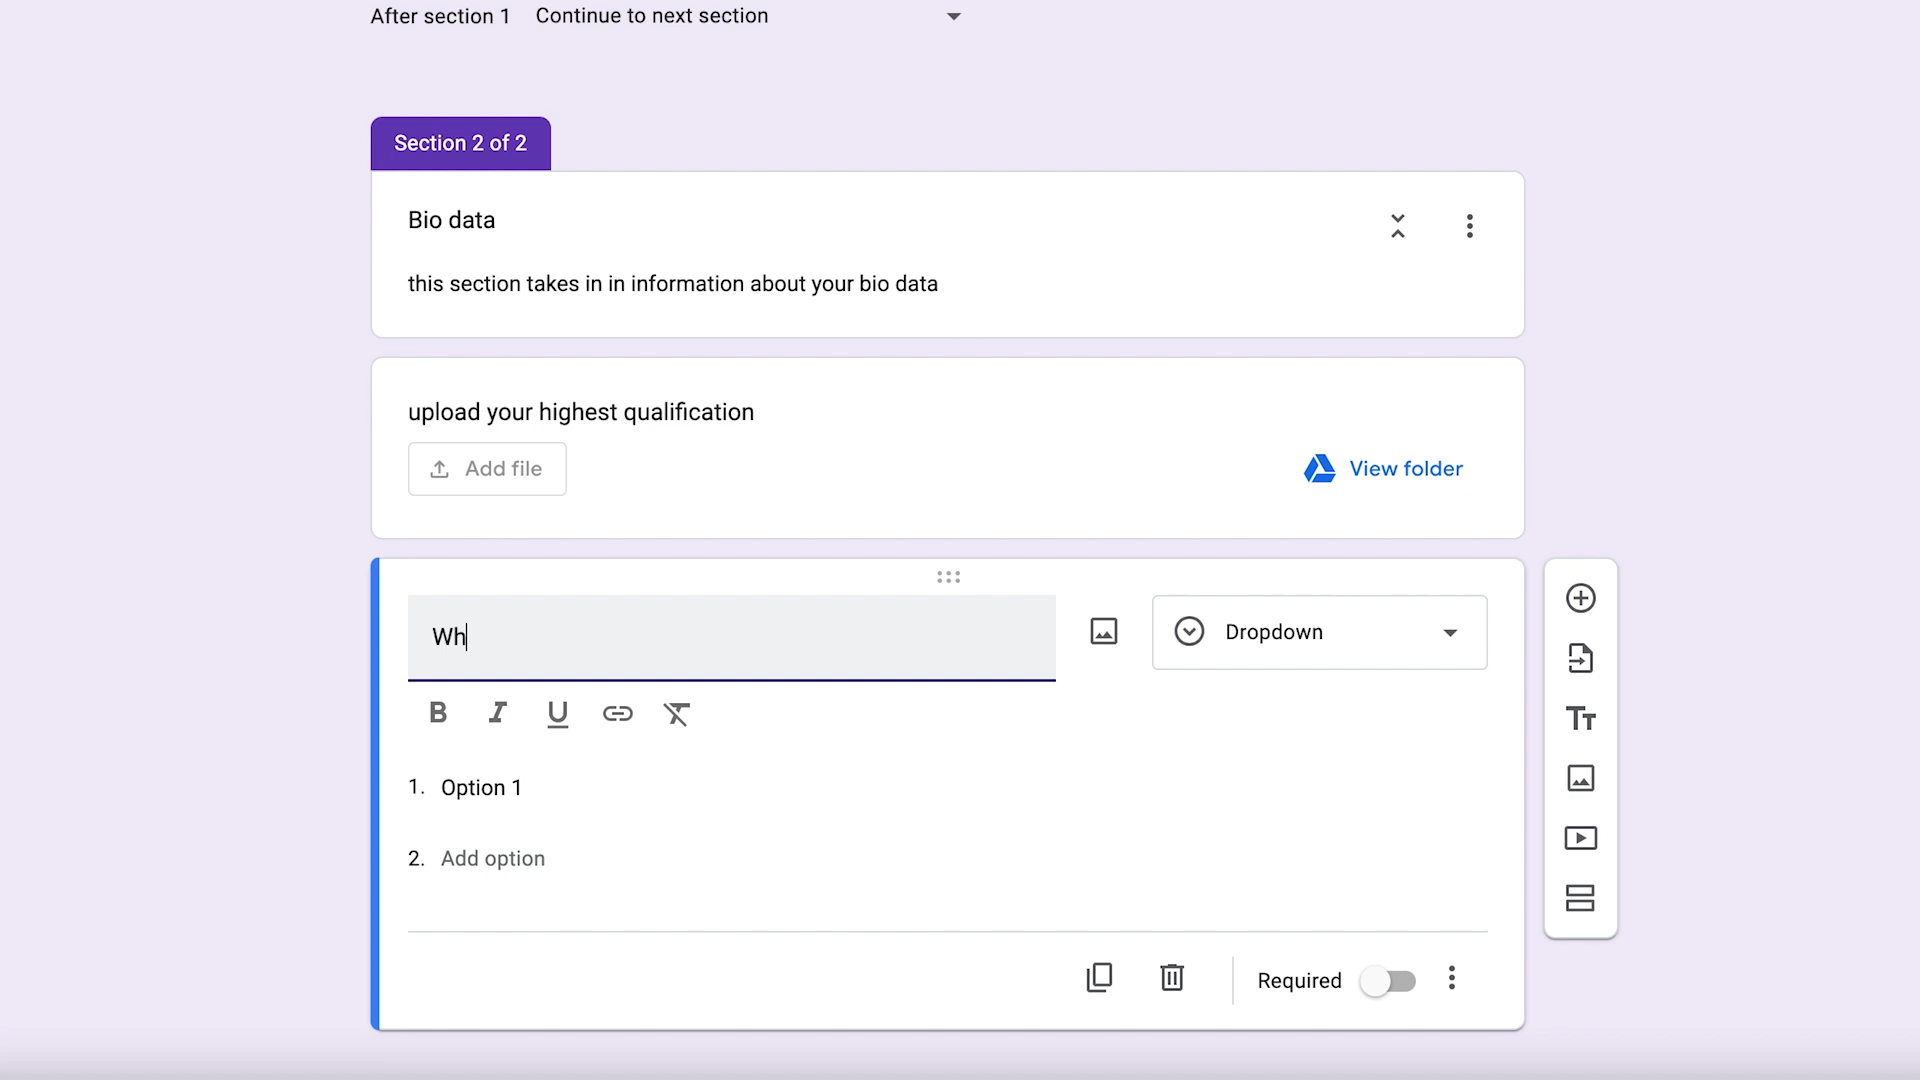 After section 1 Continue to next section
Section 2 of 2
Bio data
this section takes in in information about your bio data
upload your highest qualification
Add file
View folder
Wh
Dropdown
B I U
1. Option 1
2. Add option
Required